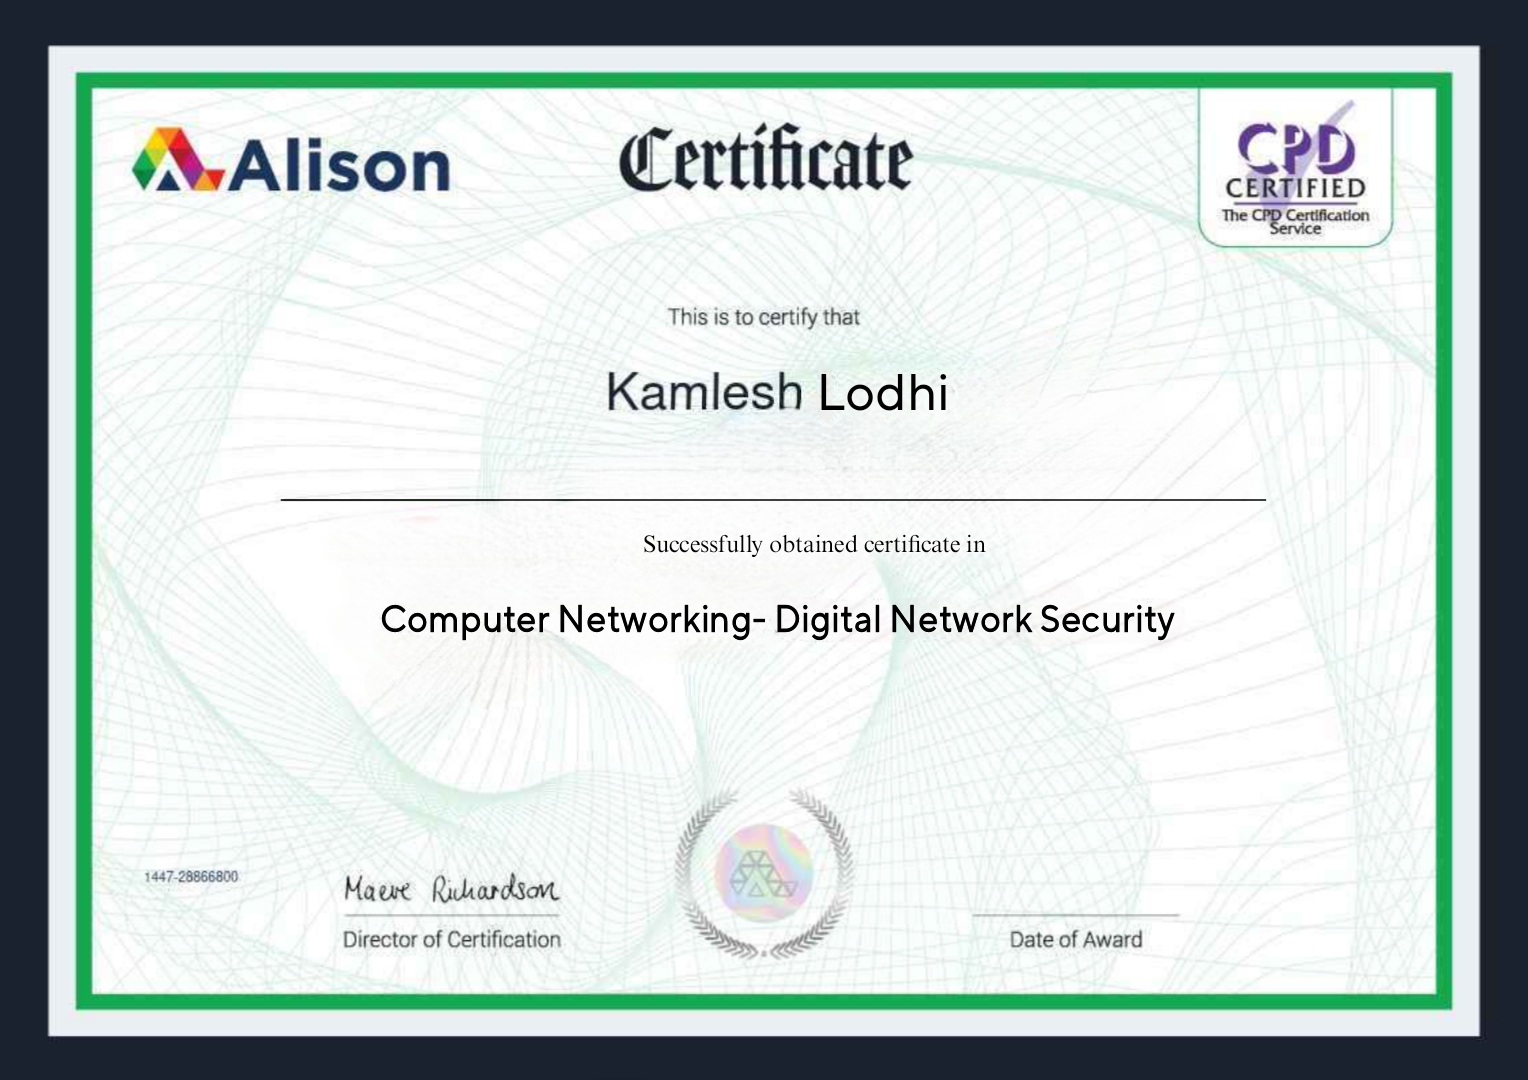 Alison
Certificate
CPD
CERTIFIED
The CPD Certification
Service
This is to certify that
Kamlesh Lodhi
Successfully obtained certificate in
Computer Networking- Digital Network Security
1447-28866800
Maeve Richardson
Director of Certification
Date of Award